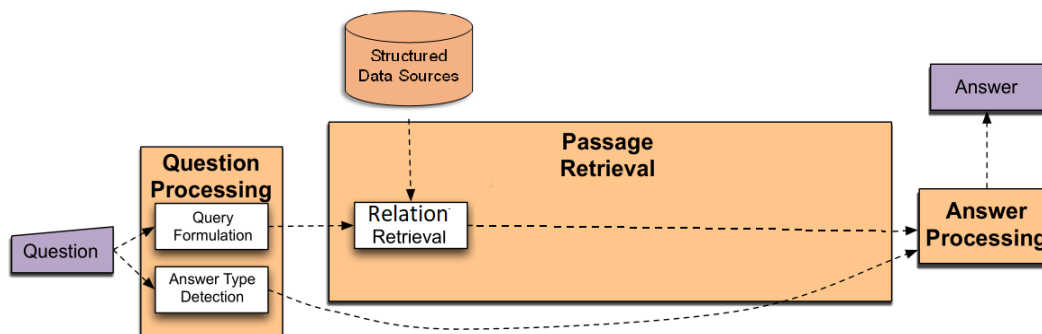 Structured
Data Sources
Answer
Passage
Retrieval
Question
Processing
Query
Formulation
Relation
Retrieval
Answer
Processing
Question
Answer Type
Detection